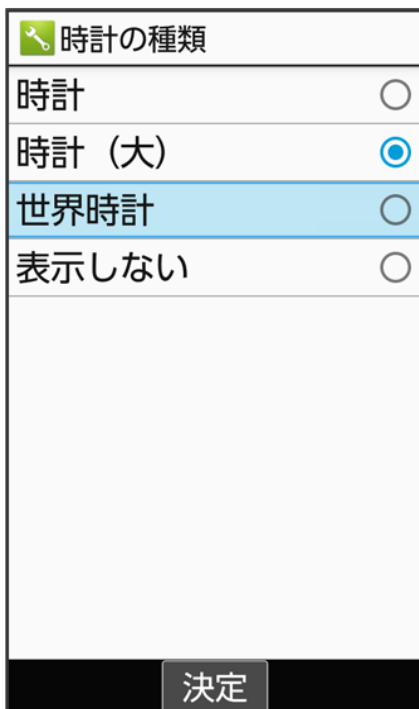 時計の種類
時計
時計（大）
世界時計
表示しない
決定